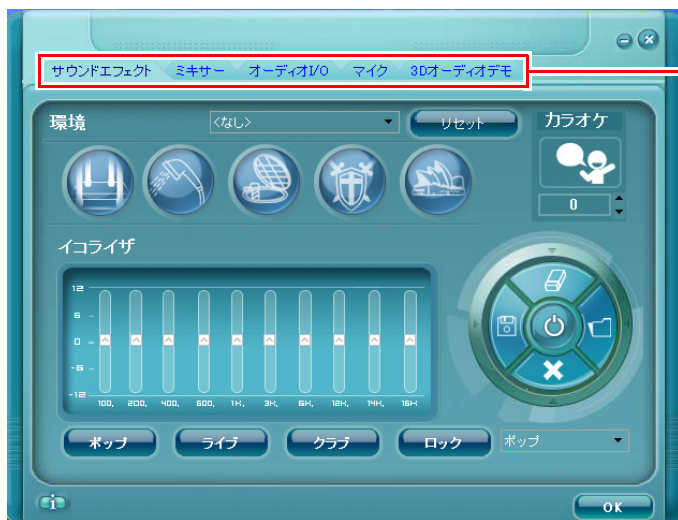 サウンドエフェクト ミキサー オーディオI/O マイク 3Dオーディオデモ
環境 <なし> リセット カラオケ
0
イコライザ
12
6
0
-6
-12
100, 200, 400, 600, 1K, 3K, 6K, 12K, 14K, 16K
ポップ ライブ クラブ ロック ポップ
OK